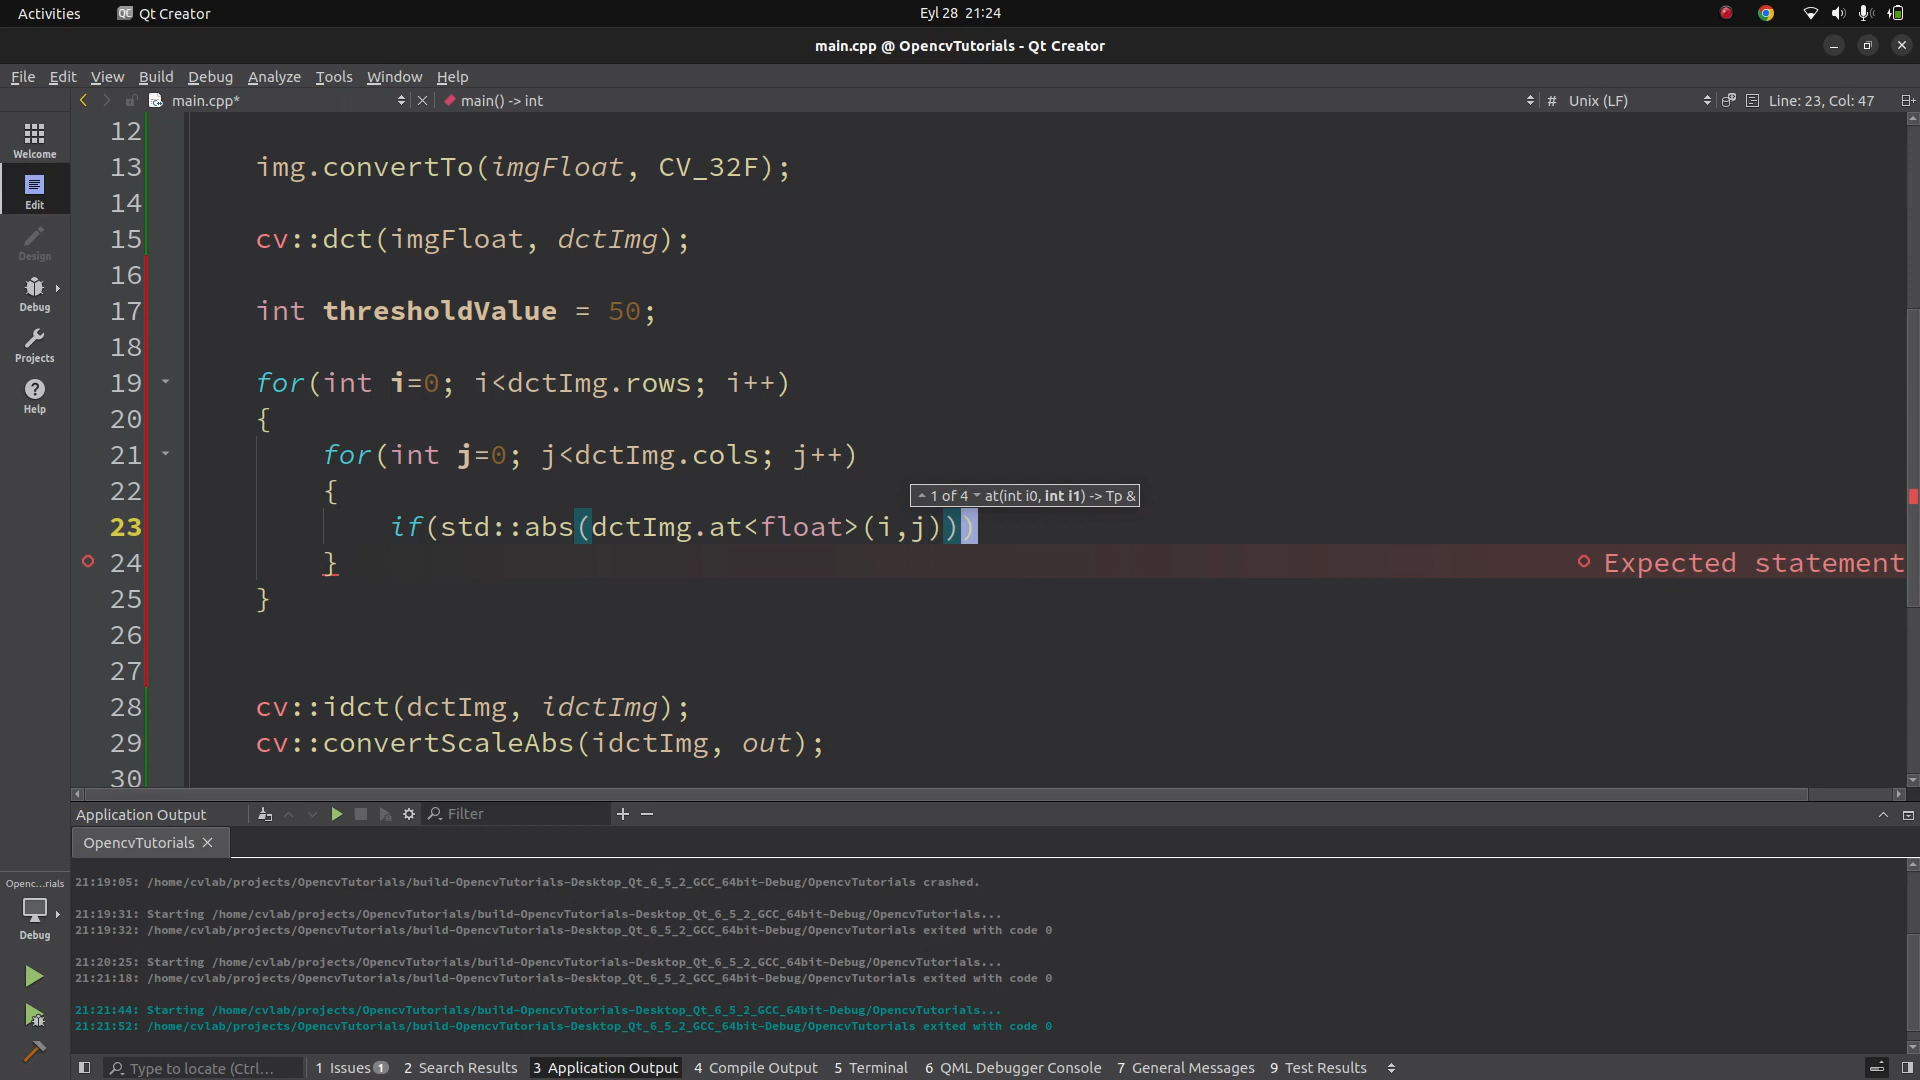 Activities Qt Creator Eyl 28 21:24
main.cpp @ OpencvTutorials - Qt Creator
File Edit View Build Debug Analyze Tools Window Help
main.cpp* main() -> int # Unix (LF) Line: 23, Col: 47
Welcome
Edit
Design
Debug
Projects
Help
12
13 img.convertTo(imgFloat, CV_32F);
14
15 cv::dct(imgFloat, dctImg);
16
17 int thresholdValue = 50;
18
19 for(int i=0; i<dctImg.rows; i++)
20 {
21 for(int j=0; j<dctImg.cols; j++)
22 {
1 of 4 at(int i0, int i1) -> Tp &
23 if(std::abs(dctImg.at<float>(i,j)))
24 } Expected statement
25 }
26
27
28 cv::idct(dctImg, idctImg);
29 cv::convertScaleAbs(idctImg, out);
30
Application Output Filter
OpencvTutorials
21:19:05: /home/cvlab/projects/OpencvTutorials/build-OpencvTutorials-Desktop_Qt_6_5_2_GCC_64bit-Debug/OpencvTutorials crashed.
21:19:31: Starting /home/cvlab/projects/OpencvTutorials/build-OpencvTutorials-Desktop_Qt_6_5_2_GCC_64bit-Debug/OpencvTutorials...
21:19:32: /home/cvlab/projects/OpencvTutorials/build-OpencvTutorials-Desktop_Qt_6_5_2_GCC_64bit-Debug/OpencvTutorials exited with code 0
21:20:25: Starting /home/cvlab/projects/OpencvTutorials/build-OpencvTutorials-Desktop_Qt_6_5_2_GCC_64bit-Debug/OpencvTutorials...
21:21:18: /home/cvlab/projects/OpencvTutorials/build-OpencvTutorials-Desktop_Qt_6_5_2_GCC_64bit-Debug/OpencvTutorials exited with code 0
21:21:44: Starting /home/cvlab/projects/OpencvTutorials/build-OpencvTutorials-Desktop_Qt_6_5_2_GCC_64bit-Debug/OpencvTutorials...
21:21:52: /home/cvlab/projects/OpencvTutorials/build-OpencvTutorials-Desktop_Qt_6_5_2_GCC_64bit-Debug/OpencvTutorials exited with code 0
Openc...rials
Debug
Type to locate (Ctrl... 1 Issues 1 2 Search Results 3 Application Output 4 Compile Output 5 Terminal 6 QML Debugger Console 7 General Messages 9 Test Results